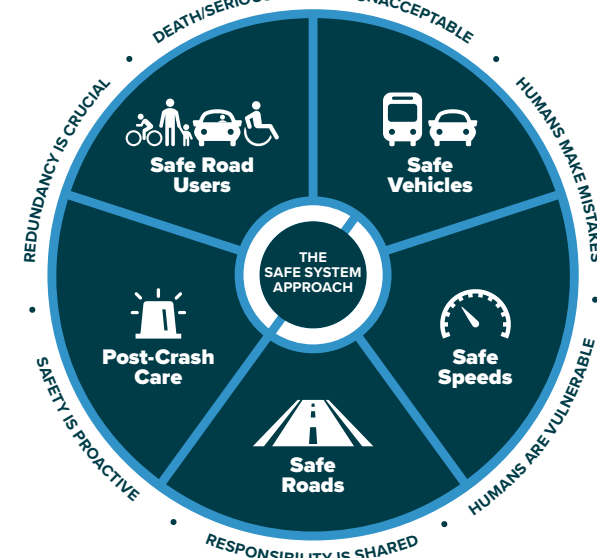 DEATH/SERIOUS
UNACCEPTABLE
HUMANS MAKE MISTAKES
HUMANS ARE VULNERABLE
RESPONSIBILITY IS SHARED
SAFETY IS PROACTIVE
REDUNDANCY IS CRUCIAL
Safe Road
Users
Safe
Vehicles
THE
SAFE SYSTEM
APPROACH
Safe
Speeds
Post-Crash
Care
Safe
Roads